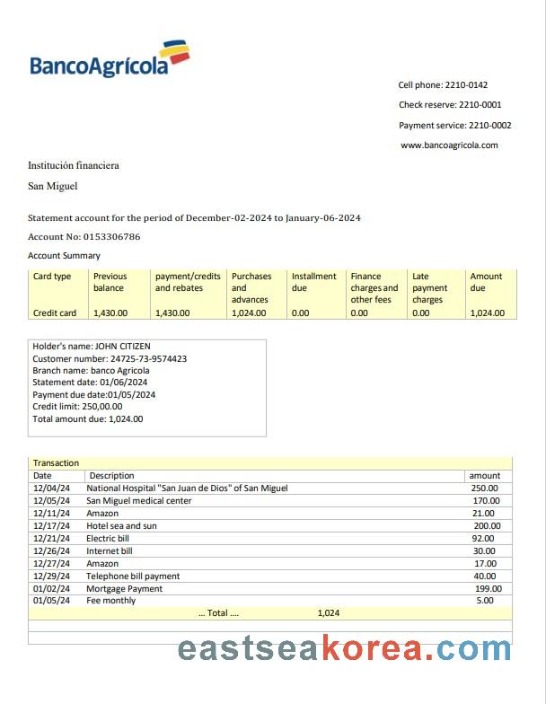 BancoAgrícola
Cell phone: 2210-0142
Check reserve: 2210-0001
Payment service: 2210-0002
www.bancoagricola.com
Institución financiera
San Miguel
Statement account for the period of December-02-2024 to January-06-2024
Account No: 0153306786
Account Summary
Card type Previous balance payment/credits and rebates Purchases and advances Installment due Finance charges and other fees Late payment charges Amount due
Credit card 1,430.00 1,430.00 1,024.00 0.00 0.00 0.00 1,024.00
Holder's name: JOHN CITIZEN
Customer number: 24725-73-9574423
Branch name: banco Agricola
Statement date: 01/06/2024
Payment due date:01/05/2024
Credit limit: 250,00.00
Total amount due: 1,024.00
Transaction
Date Description amount
12/04/24 National Hospital "San Juan de Dios" of San Miguel 250.00
12/05/24 San Miguel medical center 170.00
12/11/24 Amazon 21.00
12/17/24 Hotel sea and sun 200.00
12/21/24 Electric bill 92.00
12/26/24 Internet bill 30.00
12/27/24 Amazon 17.00
12/29/24 Telephone bill payment 40.00
01/02/24 Mortgage Payment 199.00
01/05/24 Fee monthly 5.00
... Total .... 1,024
eastseakorea.com